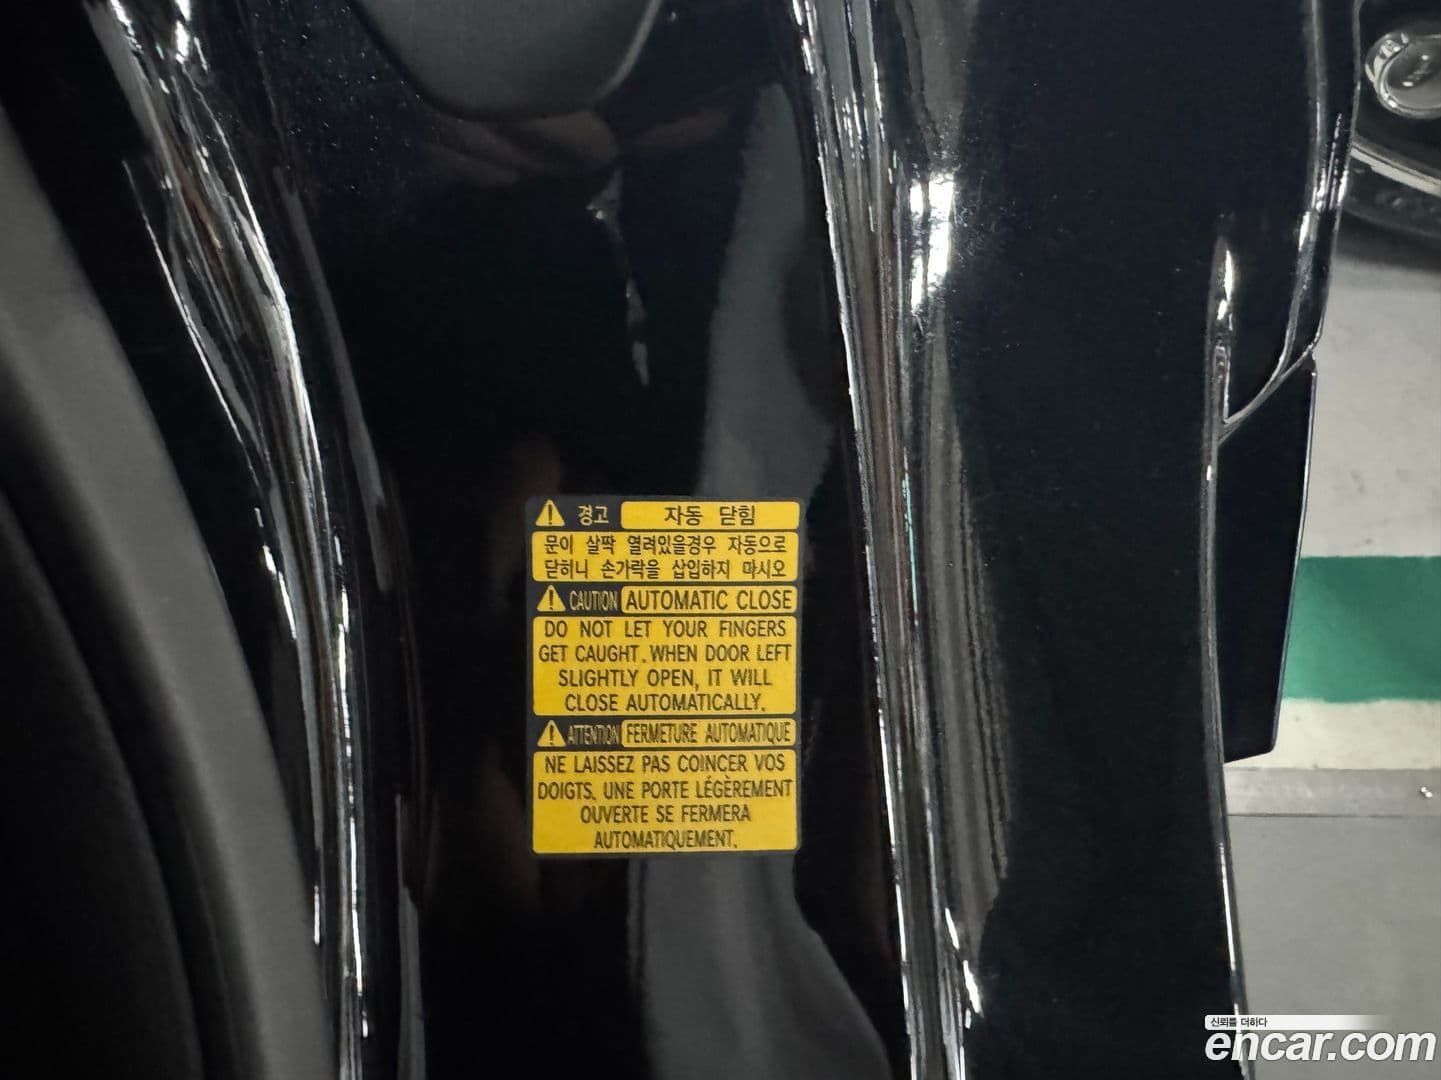 경고 자동 닫힘
문이 살짝 열려있을경우 자동으로
닫히니 손가락을 삽입하지 마시오
CAUTION AUTOMATIC CLOSE
DO NOT LET YOUR FINGERS
GET CAUGHT. WHEN DOOR LEFT
SLIGHTLY OPEN, IT WILL
CLOSE AUTOMATICALLY.
ATTENTION FERMETURE AUTOMATIQUE
NE LAISSEZ PAS COINCER VOS
DOIGTS. UNE PORTE LÉGÈREMENT
OUVERTE SE FERMERA
AUTOMATIQUEMENT.
신뢰를 더하다
encar.com